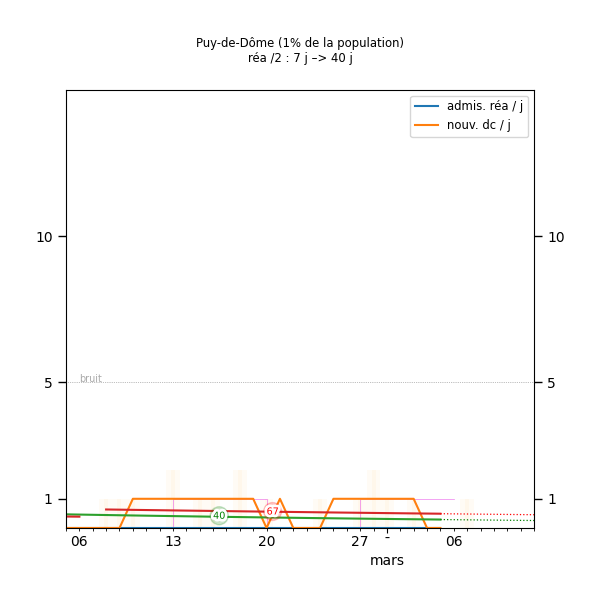 Puy-de-Dôme (1% de la population)
réa /2 : 7 j –> 40 j
admis. réa / j
nouv. dc / j
10 10
5 5
bruit
1 1
40 67
06 13 20 27 - 06
mars